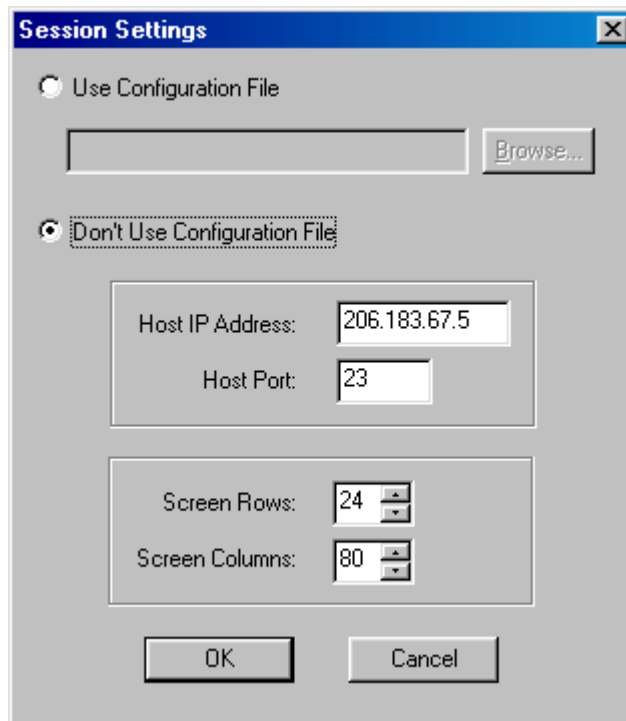 Session Settings
Use Configuration File
Browse...
Don't Use Configuration File
Host IP Address: 206.183.67.5
Host Port: 23
Screen Rows: 24
Screen Columns: 80
OK Cancel